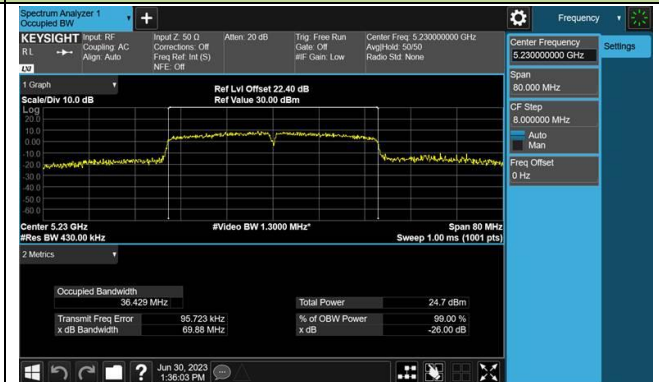 Spectrum Analyzer 1
Occupied BW
Frequency
KEYSIGHT
R L
LXI
Input: RF
Coupling: AC
Align: Auto
Input Z: 50 Ω
Corrections: Off
Freq Ref: Int (S)
NFE: Off
Atten: 20 dB
Trig: Free Run
Gate: Off
#IF Gain: Low
Center Freq: 5.230000000 GHz
Avg|Hold: 50/50
Radio Std: None
1 Graph
Scale/Div 10.0 dB
Ref Lvl Offset 22.40 dB
Ref Value 30.00 dBm
Log
20.0
10.0
0.00
-10.0
-20.0
-30.0
-40.0
-50.0
-60.0
Center 5.23 GHz
#Res BW 430.00 kHz
#Video BW 1.3000 MHz*
Span 80 MHz
Sweep 1.00 ms (1001 pts)
2 Metrics
Occupied Bandwidth
36.429 MHz
Total Power 24.7 dBm
Transmit Freq Error 95.723 kHz
% of OBW Power 99.00 %
x dB Bandwidth 69.88 MHz
x dB -26.00 dB
Jun 30, 2023
1:36:03 PM
Center Frequency
5.230000000 GHz
Settings
Span
80.000 MHz
CF Step
8.000000 MHz
Auto
Man
Freq Offset
0 Hz